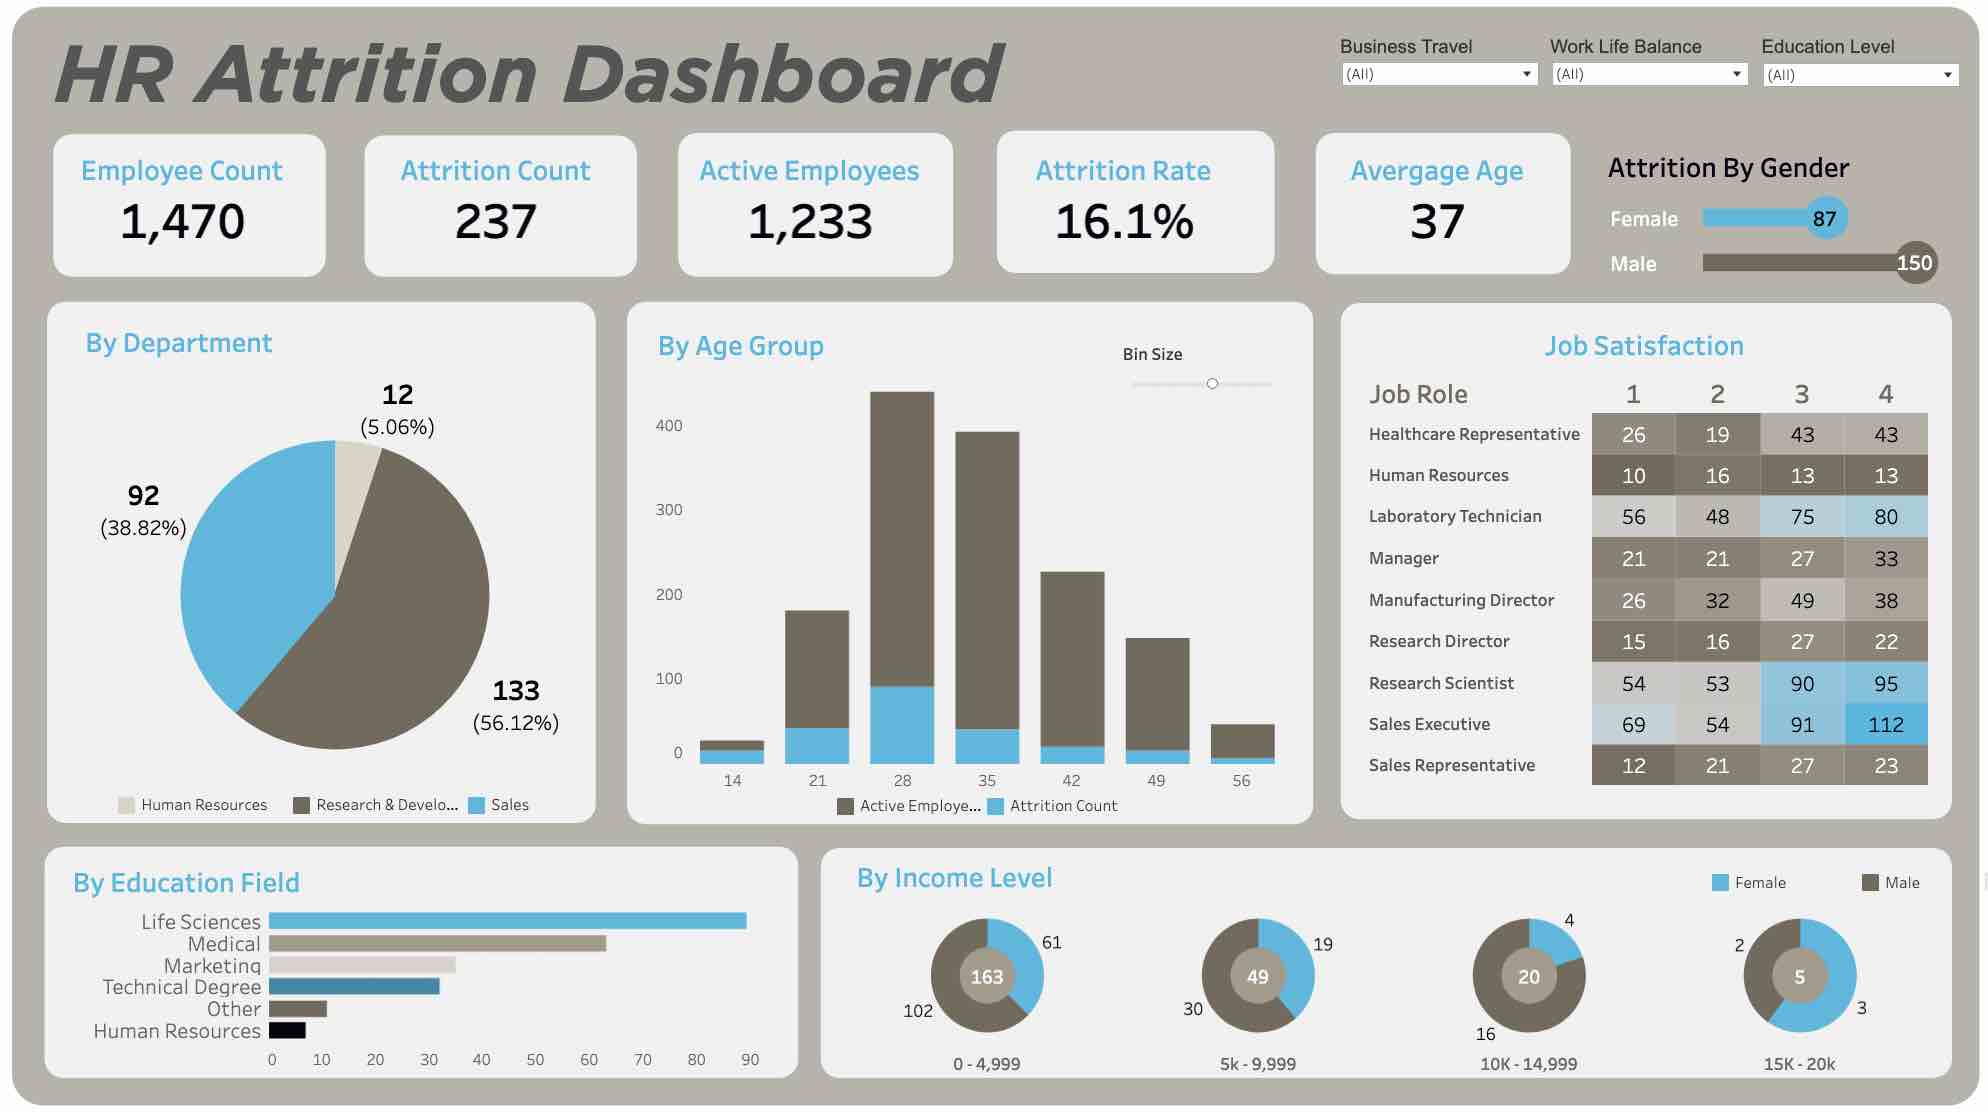 HR Attrition Dashboard
Business Travel
(All)
Work Life Balance
(All)
Education Level
(All)
Employee Count
1,470
Attrition Count
237
Active Employees
1,233
Attrition Rate
16.1%
Avergage Age
37
Attrition By Gender
Female 87
Male 150
By Department
12
(5.06%)
92
(38.82%)
133
(56.12%)
Human Resources Research & Develo... Sales
By Age Group
Bin Size
400
300
200
100
0
14 21 28 35 42 49 56
Active Employe... Attrition Count
Job Satisfaction
Job Role 1 2 3 4
Healthcare Representative 26 19 43 43
Human Resources 10 16 13 13
Laboratory Technician 56 48 75 80
Manager 21 21 27 33
Manufacturing Director 26 32 49 38
Research Director 15 16 27 22
Research Scientist 54 53 90 95
Sales Executive 69 54 91 112
Sales Representative 12 21 27 23
By Education Field
Life Sciences
Medical
Marketing
Technical Degree
Other
Human Resources
0 10 20 30 40 50 60 70 80 90
By Income Level
Female Male
61
163
102
0 - 4,999
19
49
30
5k - 9,999
4
20
16
10K - 14,999
2
5
3
15K - 20k